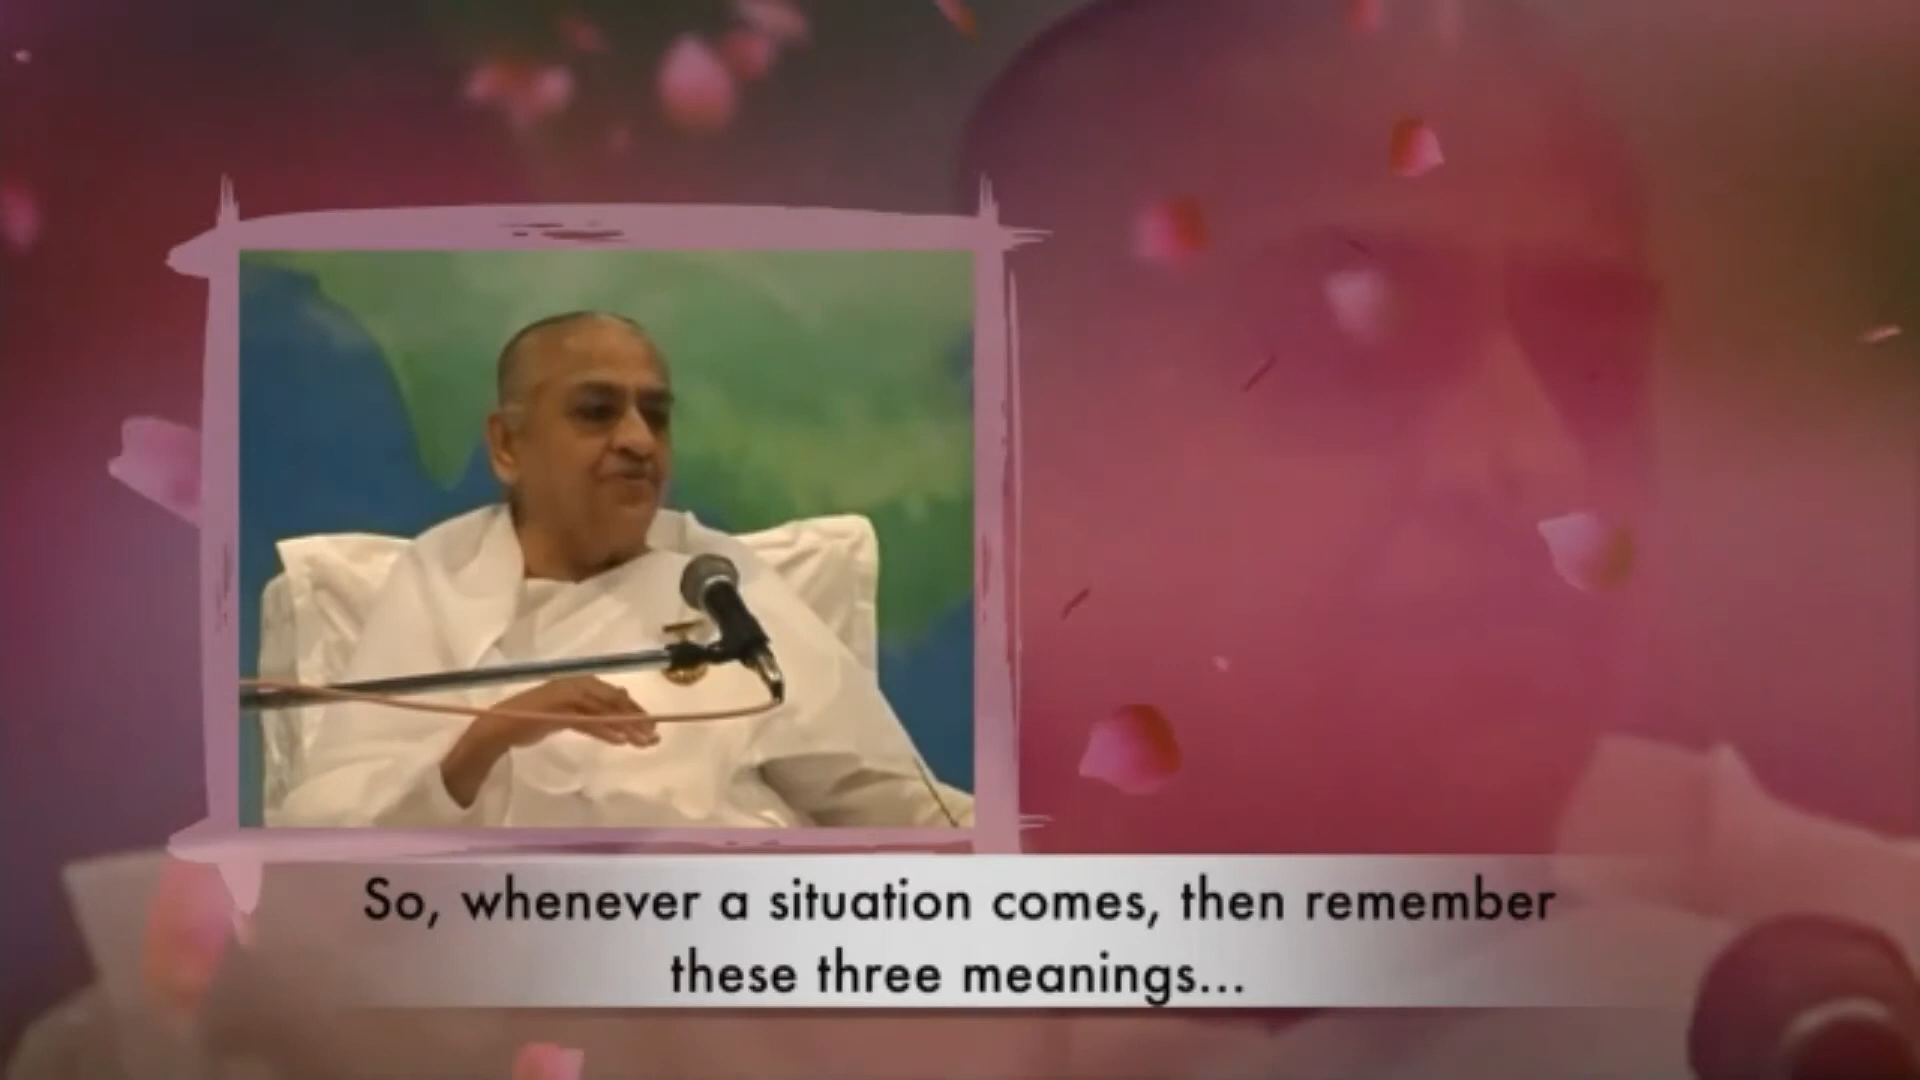 So, whenever a situation comes, then remember
these three meanings...